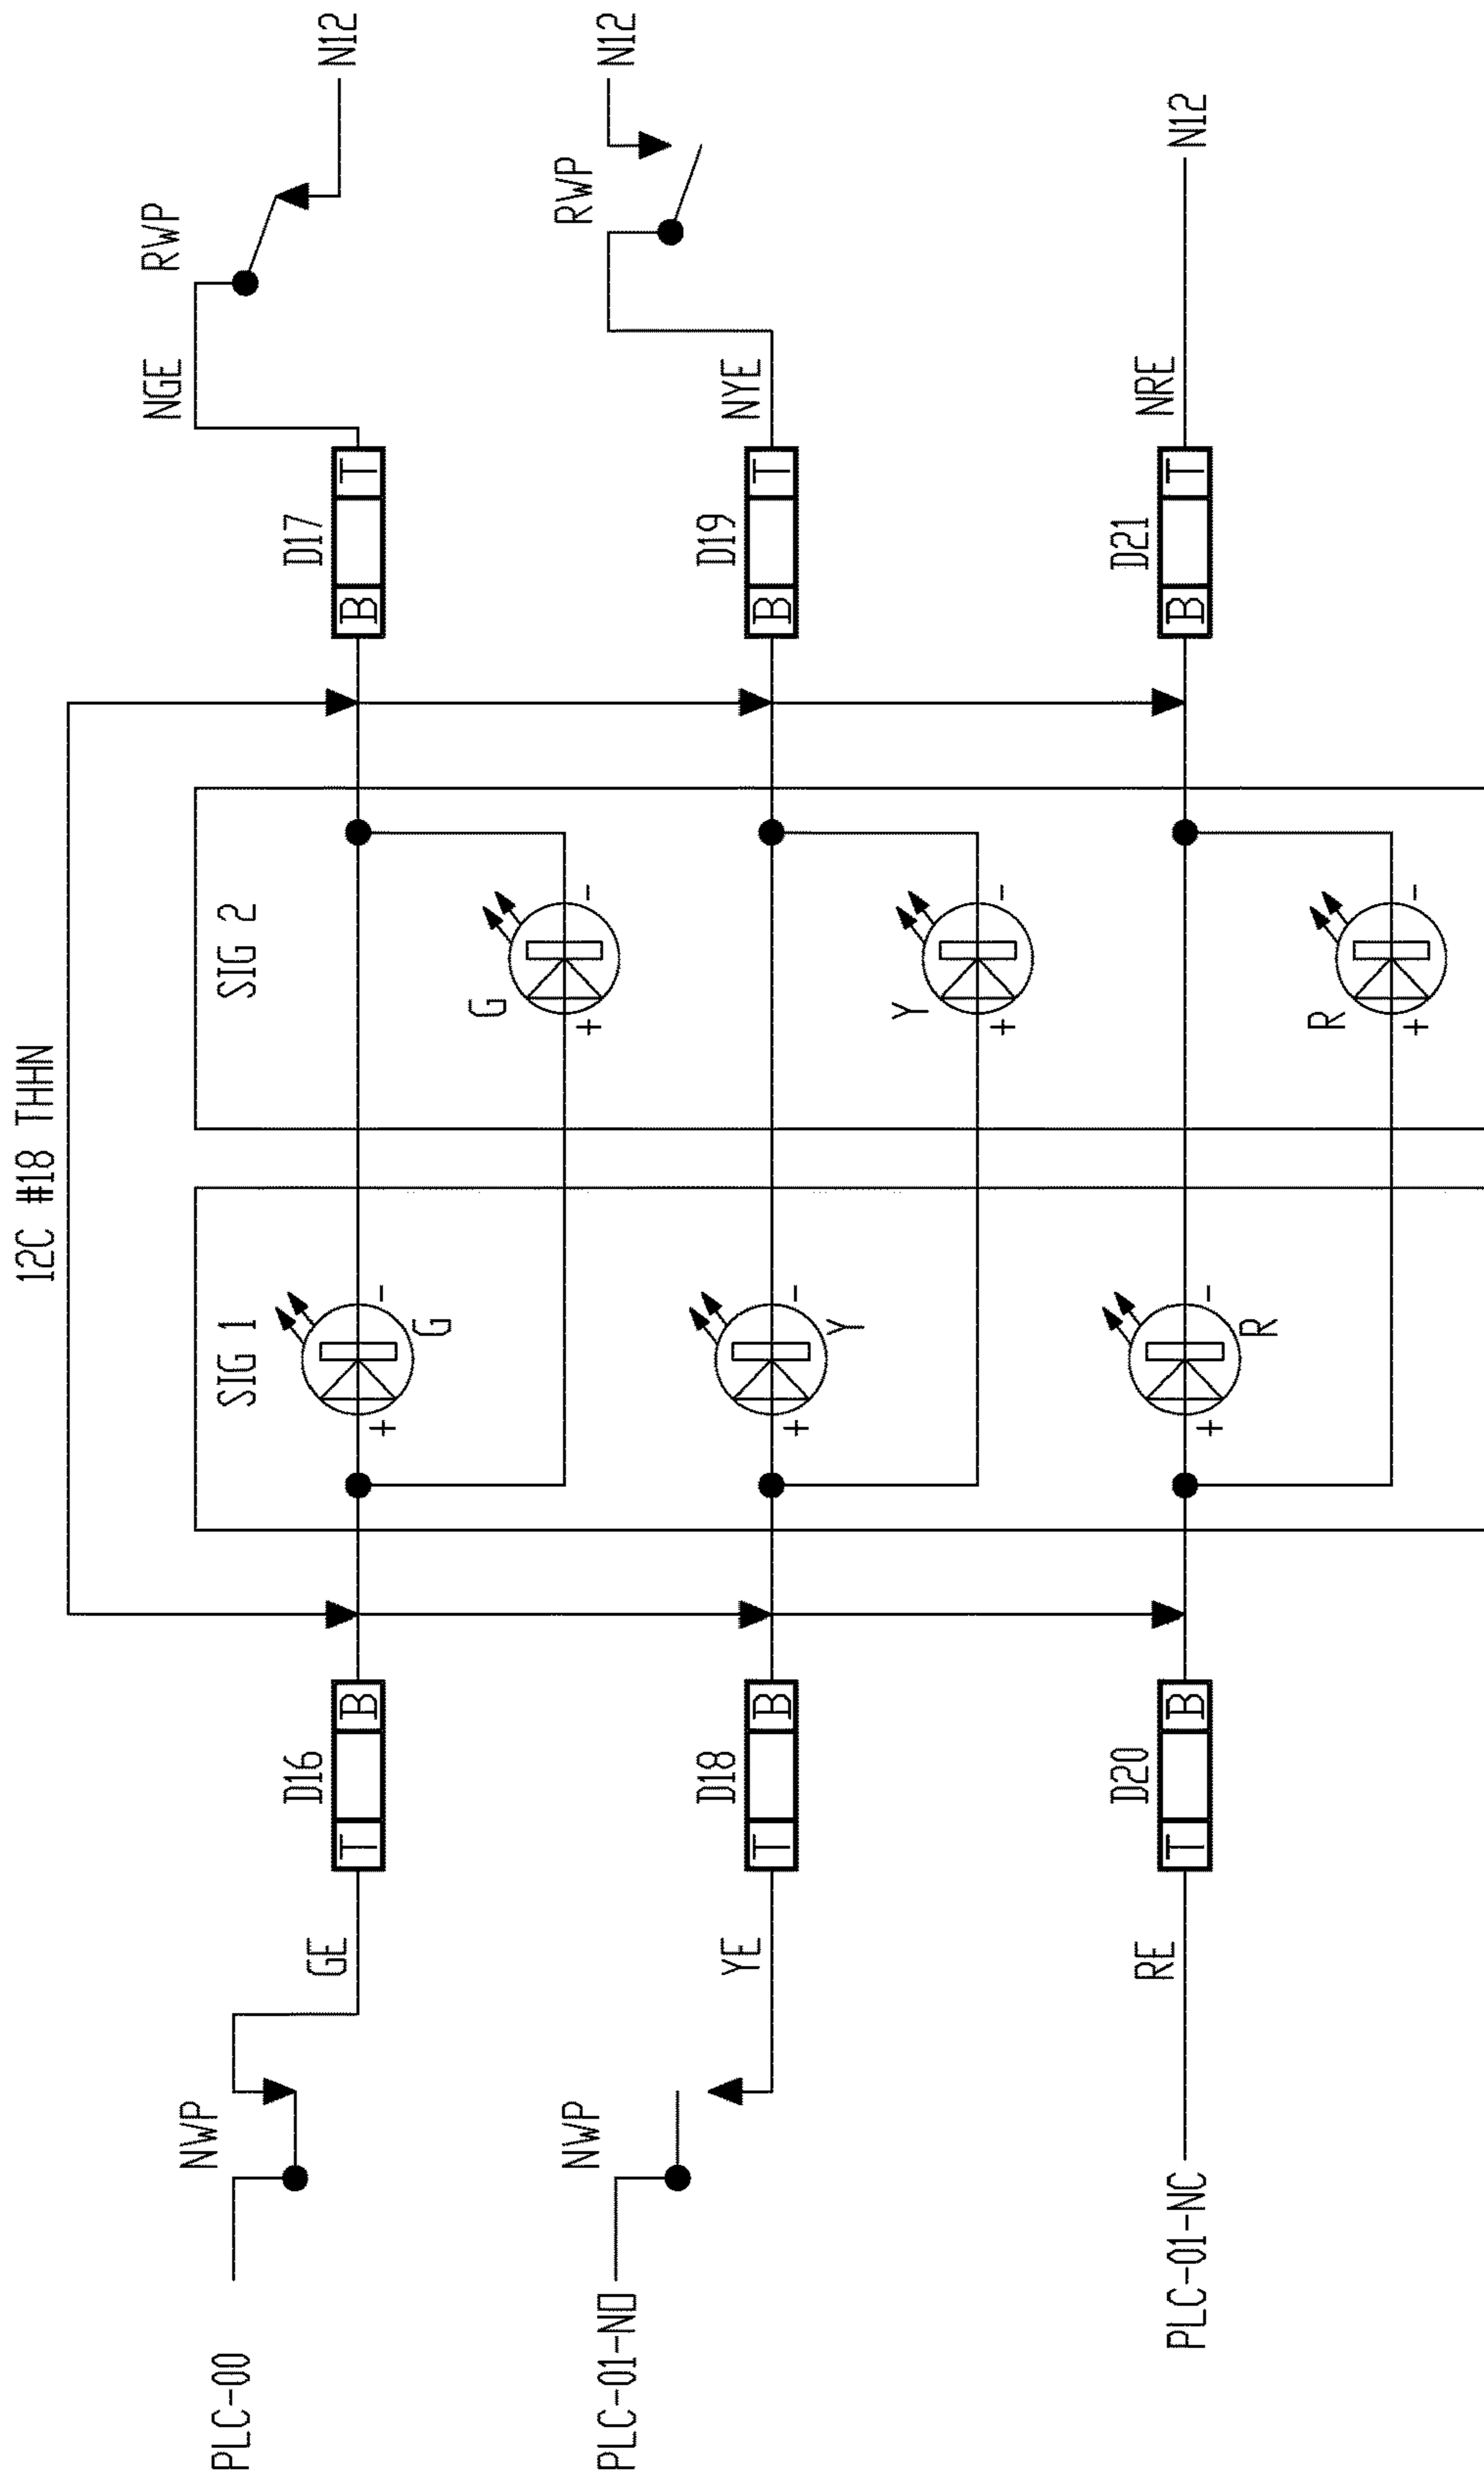 12C #18 THHN
PLC-00
NWP
GE
D16
T
B
SIG 1
+
-
G
SIG 2
G
+
-
D17
B
T
NGE
RWP
N12
PLC-01-NO
NWP
YE
D18
T
B
+
-
Y
Y
+
-
D19
B
T
NYE
RWP
N12
PLC-01-NC
RE
D20
T
B
+
-
R
R
+
-
D21
B
T
NRE
N12